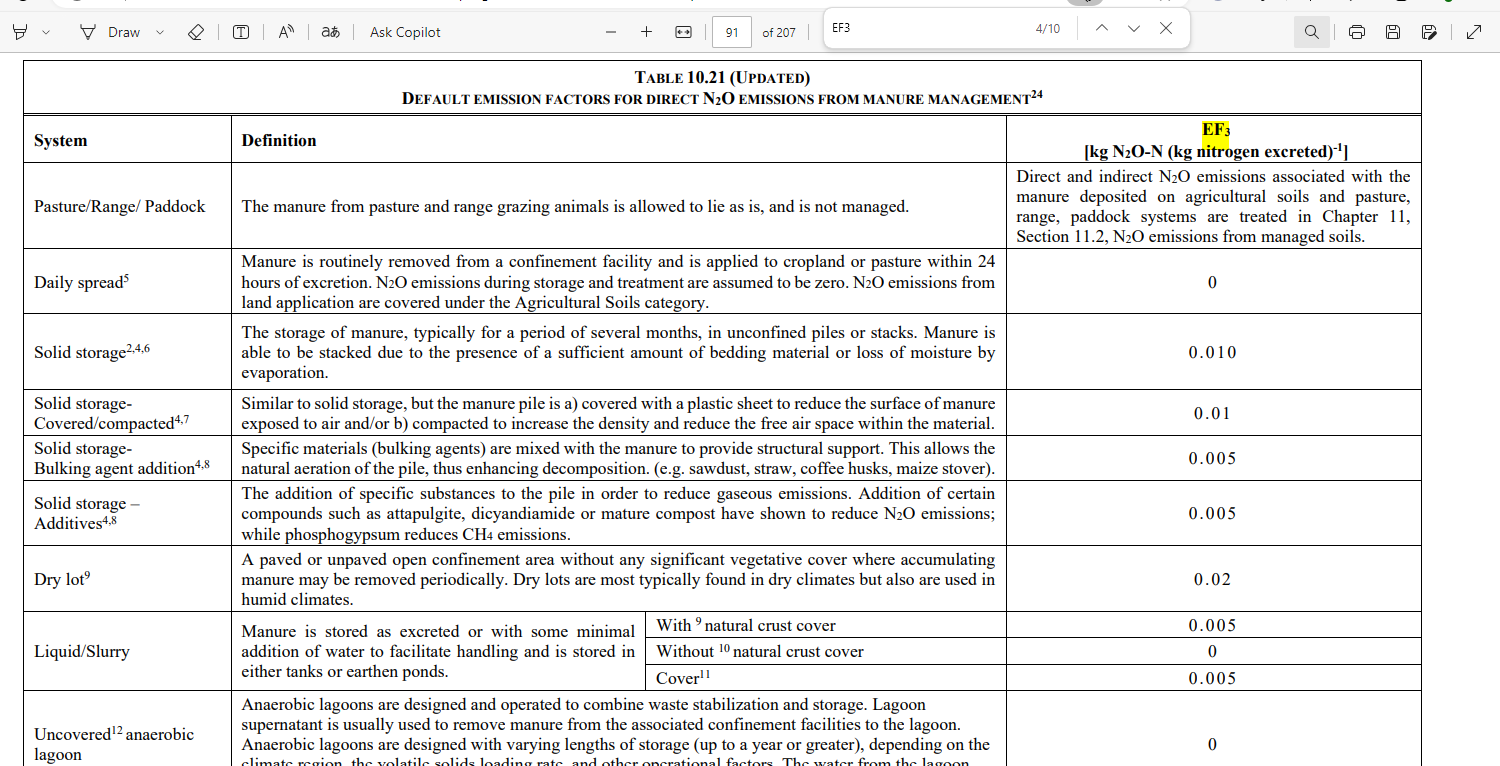 Draw
aあ
Ask Copilot
91
of 207
EF3
4/10
TABLE 10.21 (UPDATED)
DEFAULT EMISSION FACTORS FOR DIRECT N2O EMISSIONS FROM MANURE MANAGEMENT24
System
Definition
EF3
[kg N2O-N (kg nitrogen excreted)-1]
Pasture/Range/ Paddock
The manure from pasture and range grazing animals is allowed to lie as is, and is not managed.
Direct and indirect N2O emissions associated with the
manure deposited on agricultural soils and pasture,
range, paddock systems are treated in Chapter 11,
Section 11.2, N2O emissions from managed soils.
Daily spread5
Manure is routinely removed from a confinement facility and is applied to cropland or pasture within 24
hours of excretion. N2O emissions during storage and treatment are assumed to be zero. N2O emissions from
land application are covered under the Agricultural Soils category.
0
Solid storage2,4,6
The storage of manure, typically for a period of several months, in unconfined piles or stacks. Manure is
able to be stacked due to the presence of a sufficient amount of bedding material or loss of moisture by
evaporation.
0.010
Solid storage-
Covered/compacted4,7
Similar to solid storage, but the manure pile is a) covered with a plastic sheet to reduce the surface of manure
exposed to air and/or b) compacted to increase the density and reduce the free air space within the material.
0.01
Solid storage-
Bulking agent addition4,8
Specific materials (bulking agents) are mixed with the manure to provide structural support. This allows the
natural aeration of the pile, thus enhancing decomposition. (e.g. sawdust, straw, coffee husks, maize stover).
0.005
Solid storage –
Additives4,8
The addition of specific substances to the pile in order to reduce gaseous emissions. Addition of certain
compounds such as attapulgite, dicyandiamide or mature compost have shown to reduce N2O emissions;
while phosphogypsum reduces CH4 emissions.
0.005
Dry lot9
A paved or unpaved open confinement area without any significant vegetative cover where accumulating
manure may be removed periodically. Dry lots are most typically found in dry climates but also are used in
humid climates.
0.02
Liquid/Slurry
Manure is stored as excreted or with some minimal
addition of water to facilitate handling and is stored in
either tanks or earthen ponds.
With 9 natural crust cover
0.005
Without 10 natural crust cover
0
Cover11
0.005
Uncovered12 anaerobic
lagoon
Anaerobic lagoons are designed and operated to combine waste stabilization and storage. Lagoon
supernatant is usually used to remove manure from the associated confinement facilities to the lagoon.
Anaerobic lagoons are designed with varying lengths of storage (up to a year or greater), depending on the
climate region, the volatile solids loading rate, and other operational factors. The water from the lagoon
0